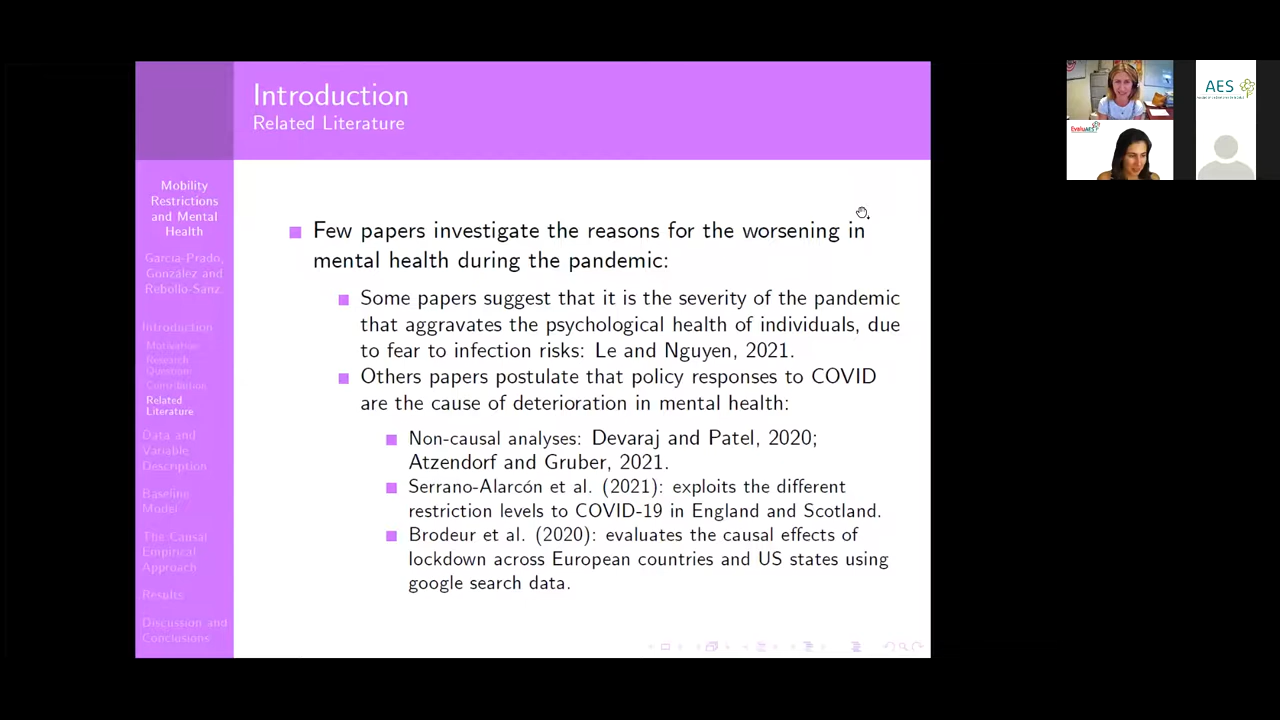 Introduction
Related Literature
Mobility
Restrictions
and Mental
Health
García-Prado,
González and
Rebollo-Sanz.
Introduction
Motivation
Research
Question
Contribution
Related
Literature
Data and
Variable
Description
Baseline
Model
The Causal
Empirical
Approach
Results
Discussion and
Conclusions
Few papers investigate the reasons for the worsening in
mental health during the pandemic:
Some papers suggest that it is the severity of the pandemic
that aggravates the psychological health of individuals, due
to fear to infection risks: Le and Nguyen, 2021.
Others papers postulate that policy responses to COVID
are the cause of deterioration in mental health:
Non-causal analyses: Devaraj and Patel, 2020;
Atzendorf and Gruber, 2021.
Serrano-Alarcón et al. (2021): exploits the different
restriction levels to COVID-19 in England and Scotland.
Brodeur et al. (2020): evaluates the causal effects of
lockdown across European countries and US states using
google search data.
AES
EvaluAES